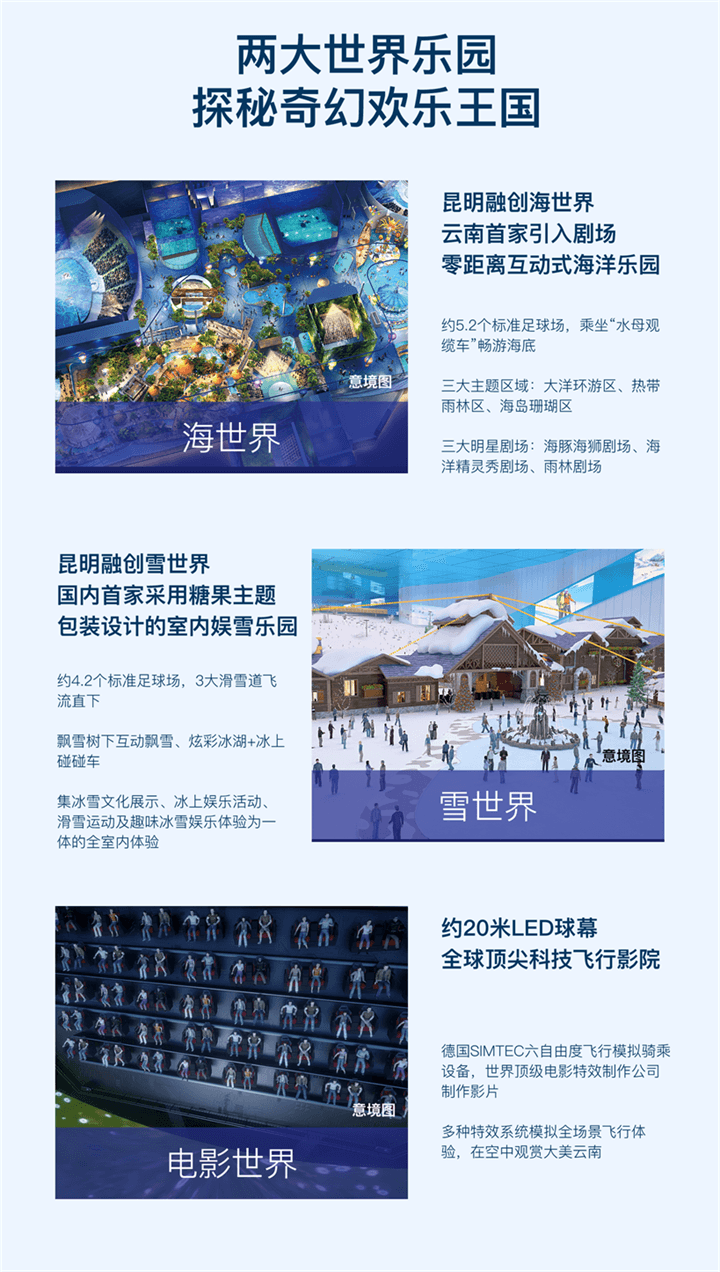 两大世界乐园
探秘奇幻欢乐王国
意境图
海世界
昆明融创海世界
云南首家引入剧场
零距离互动式海洋乐园
约5.2个标准足球场，乘坐“水母观
缆车”畅游海底
三大主题区域：大洋环游区、热带
雨林区、海岛珊瑚区
三大明星剧场：海豚海狮剧场、海
洋精灵秀剧场、雨林剧场
昆明融创雪世界
国内首家采用糖果主题
包装设计的室内娱雪乐园
约4.2个标准足球场，3大滑雪道飞
流直下
飘雪树下互动飘雪、炫彩冰湖+冰上
碰碰车
集冰雪文化展示、冰上娱乐活动、
滑雪运动及趣味冰雪娱乐体验为一
体的全室内体验
意境图
雪世界
意境图
电影世界
约20米LED球幕
全球顶尖科技飞行影院
德国SIMTEC六自由度飞行模拟骑乘
设备，世界顶级电影特效制作公司
制作影片
多种特效系统模拟全场景飞行体
验，在空中观赏大美云南